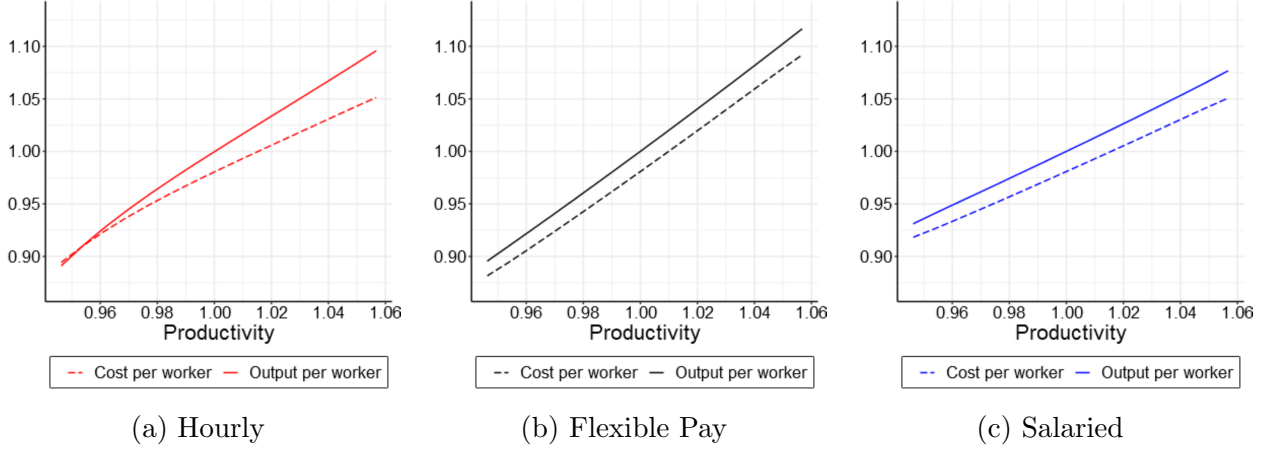 1.10
1.05
1.00
0.95
0.90
0.96 0.98 1.00 1.02 1.04 1.06
Productivity
Cost per worker Output per worker
(a) Hourly
1.10
1.05
1.00
0.95
0.90
0.96 0.98 1.00 1.02 1.04 1.06
Productivity
Cost per worker Output per worker
(b) Flexible Pay
1.10
1.05
1.00
0.95
0.90
0.96 0.98 1.00 1.02 1.04 1.06
Productivity
Cost per worker Output per worker
(c) Salaried